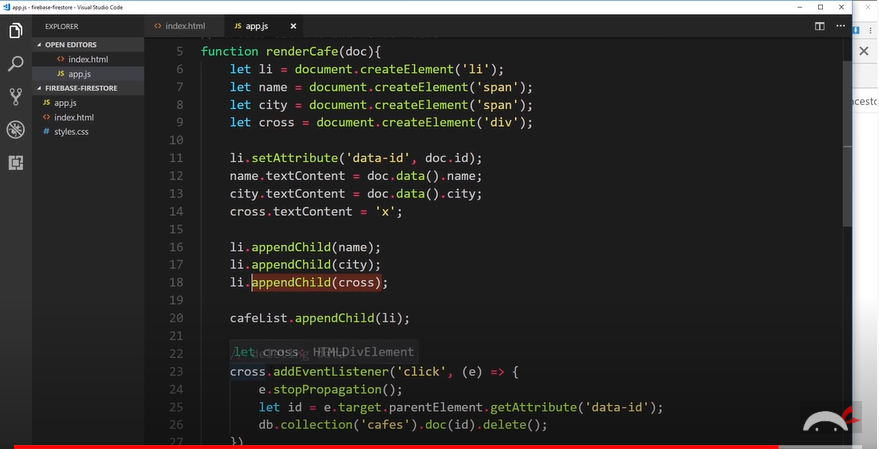 app.js - firebase-firestore - Visual Studio Code
EXPLORER
OPEN EDITORS
index.html
JS app.js
FIREBASE-FIRESTORE
JS app.js
index.html
# styles.css
index.html
JS app.js
5 function renderCafe(doc){
6 let li = document.createElement('li');
7 let name = document.createElement('span');
8 let city = document.createElement('span');
9 let cross = document.createElement('div');
10
11 li.setAttribute('data-id', doc.id);
12 name.textContent = doc.data().name;
13 city.textContent = doc.data().city;
14 cross.textContent = 'x';
15
16 li.appendChild(name);
17 li.appendChild(city);
18 li.appendChild(cross);
19
20 cafeList.appendChild(li);
21
22 let cross: HTMLDivElement
23 cross.addEventListener('click', (e) => {
24 e.stopPropagation();
25 let id = e.target.parentElement.getAttribute('data-id');
26 db.collection('cafes').doc(id).delete();
27 })